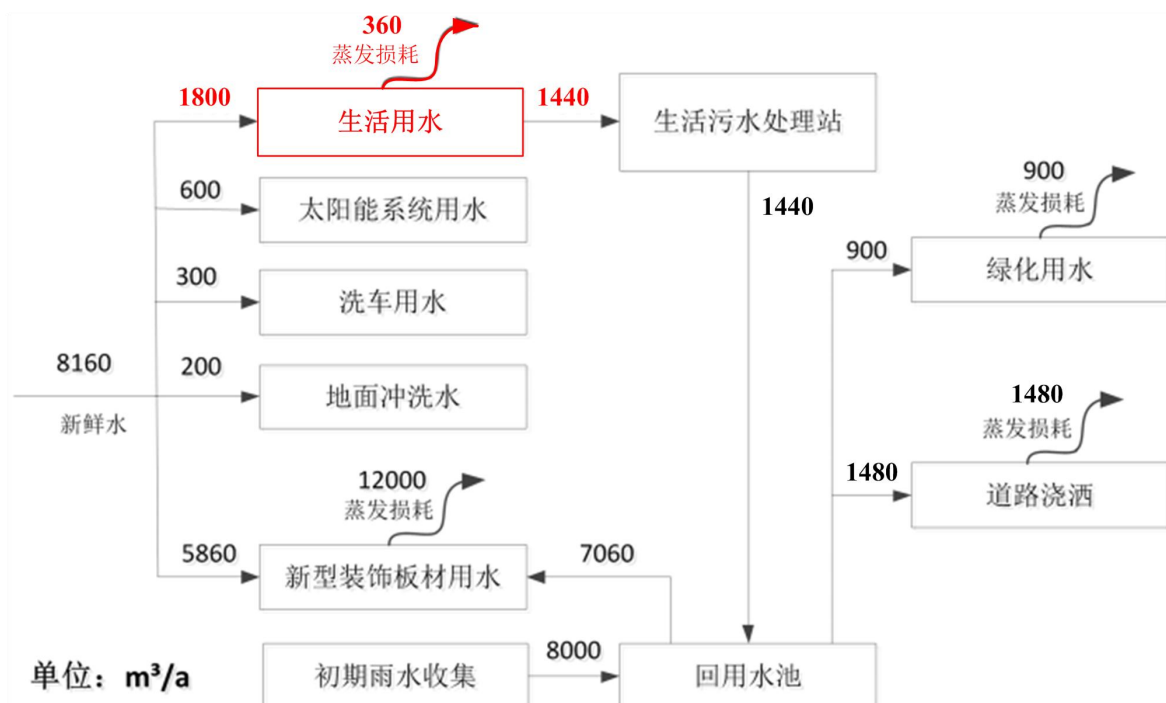 360
蒸发损耗
1800
生活用水
1440
生活污水处理站
600
太阳能系统用水
1440
900
蒸发损耗
300
洗车用水
900
绿化用水
8160
新鲜水
200
地面冲洗水
1480
蒸发损耗
12000
蒸发损耗
1480
道路浇洒
5860
新型装饰板材用水
7060
单位：m³/a
初期雨水收集
8000
回用水池